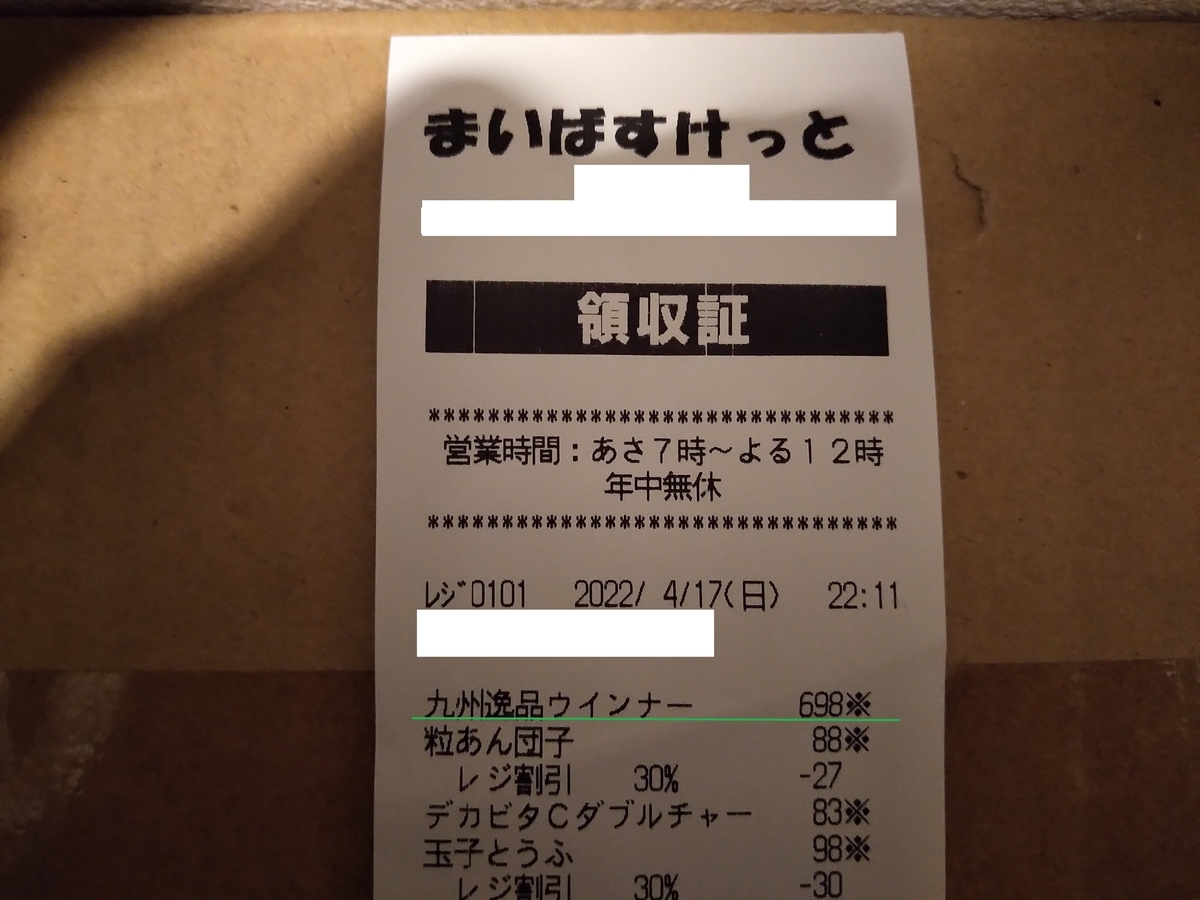 まいばすけっと
領収証
********************************
営業時間：あさ７時～よる１２時
年中無休
********************************
ﾚｼﾞ0101 2022/ 4/17(日) 22:11
九州逸品ウインナー 698※
粒あん団子 88※
レジ割引 30% -27
デカビタＣダブルチャー 83※
玉子とうふ 98※
レジ割引 30% -30